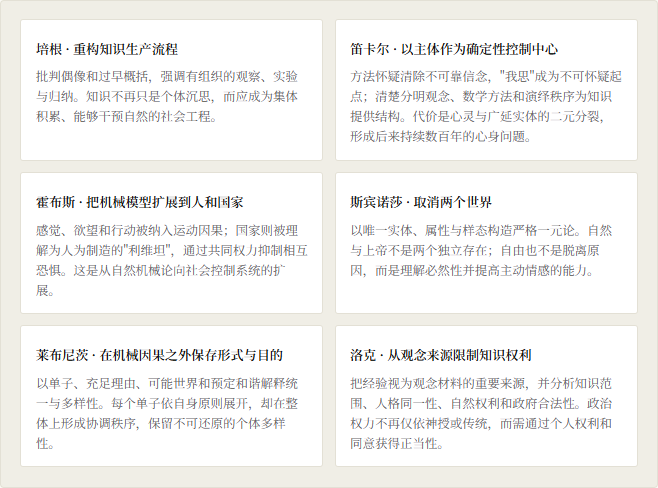 培根 · 重构知识生产流程
批判偶像和过早概括，强调有组织的观察、实验
与归纳。知识不再只是个体沉思，而应成为集体
积累、能够干预自然的社会工程。
笛卡尔 · 以主体作为确定性控制中心
方法怀疑清除不可靠信念，"我思"成为不可怀疑起
点；清楚分明观念、数学方法和演绎秩序为知识
提供结构。代价是心灵与广延实体的二元分裂，
形成后来持续数百年的心身问题。
霍布斯 · 把机械模型扩展到人和国家
感觉、欲望和行动被纳入运动因果；国家则被理
解为人为制造的"利维坦"，通过共同权力抑制相互
恐惧。这是从自然机械论向社会控制系统的扩
展。
斯宾诺莎 · 取消两个世界
以唯一实体、属性与样态构造严格一元论。自然
与上帝不是两个独立存在；自由也不是脱离原
因，而是理解必然性并提高主动情感的能力。
莱布尼茨 · 在机械因果之外保存形式与目的
以单子、充足理由、可能世界和预定和谐解释统
一与多样性。每个单子依自身原则展开，却在整
体上形成协调秩序，保留不可还原的个体多样
性。
洛克 · 从观念来源限制知识权利
把经验视为观念材料的重要来源，并分析知识范
围、人格同一性、自然权利和政府合法性。政治
权力不再仅依神授或传统，而需通过个人权利和
同意获得正当性。